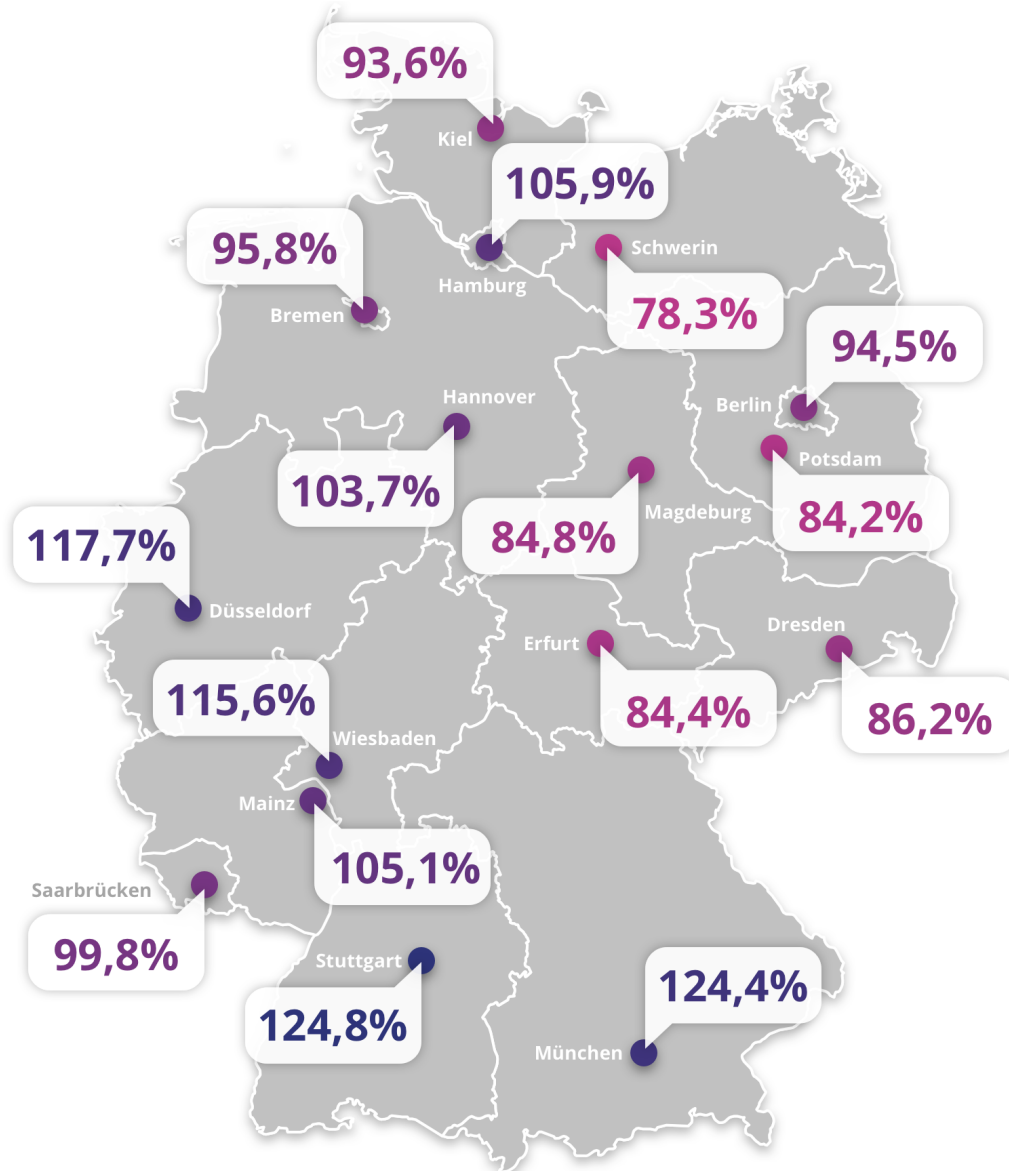 93,6%
Kiel
105,9%
Hamburg
95,8%
Bremen
Schwerin
78,3%
94,5%
Berlin
Hannover
103,7%
Potsdam
84,2%
Magdeburg
84,8%
117,7%
Düsseldorf
Dresden
86,2%
Erfurt
84,4%
115,6%
Wiesbaden
Mainz
105,1%
Saarbrücken
99,8%
Stuttgart
124,8%
124,4%
München